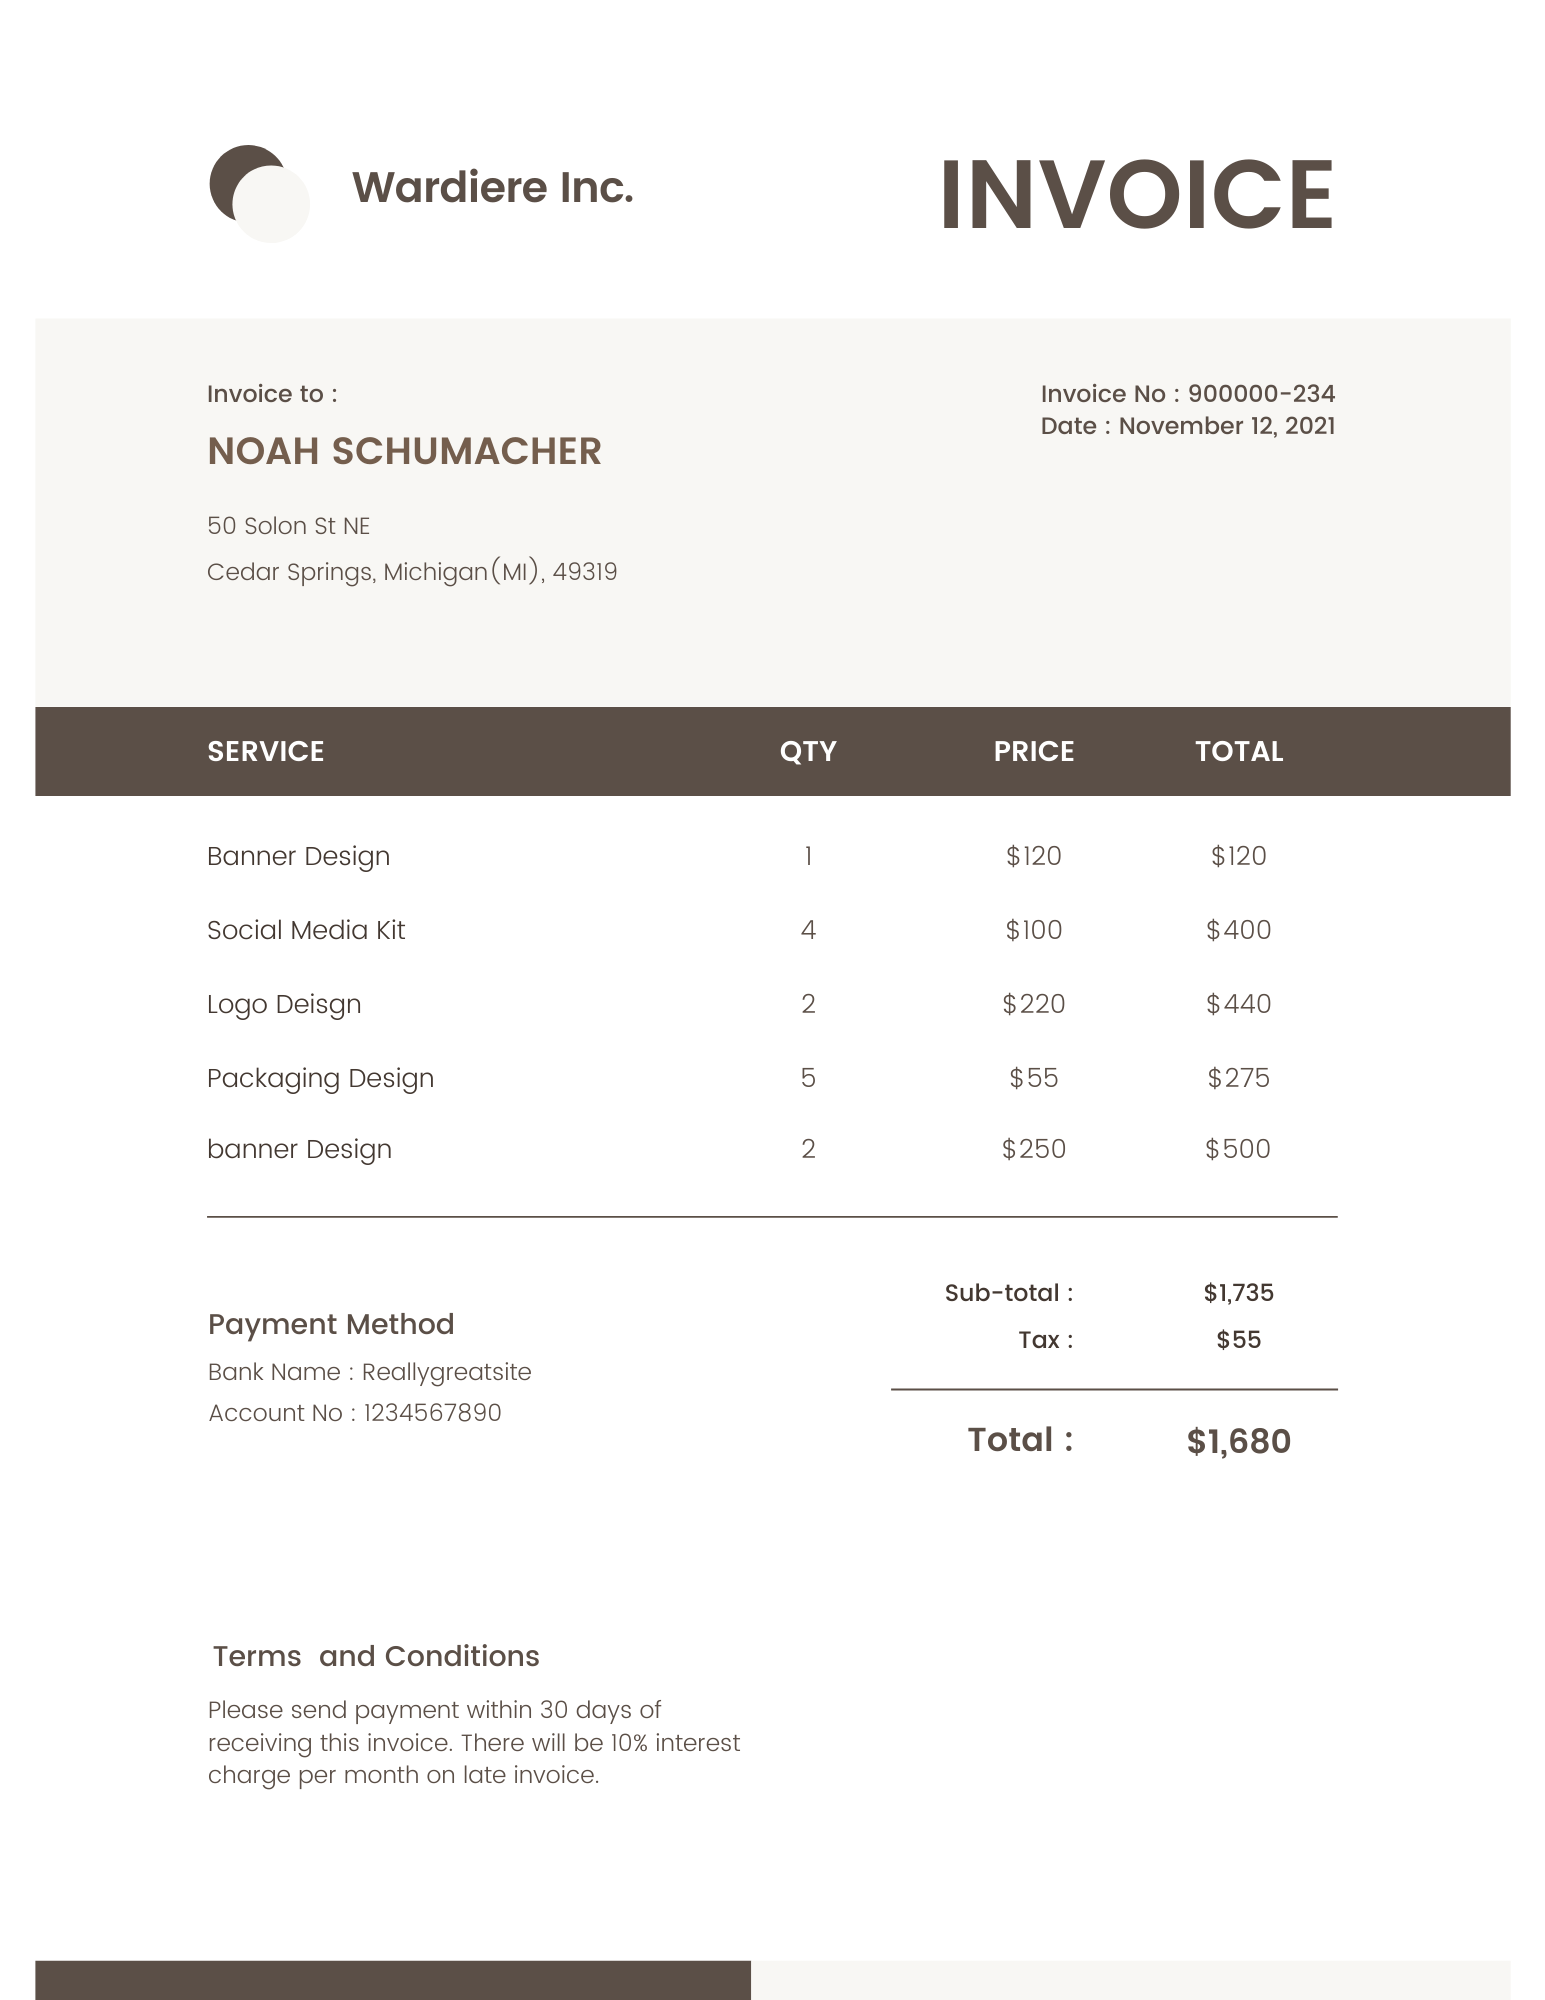 Wardiere Inc.
INVOICE
Invoice to :
NOAH SCHUMACHER
50 Solon St NE
Cedar Springs, Michigan(MI), 49319
Invoice No : 900000-234
Date : November 12, 2021
SERVICE QTY PRICE TOTAL
Banner Design 1 $120 $120
Social Media Kit 4 $100 $400
Logo Deisgn 2 $220 $440
Packaging Design 5 $55 $275
banner Design 2 $250 $500
Sub-total : $1,735
Tax : $55
Total : $1,680
Payment Method
Bank Name : Reallygreatsite
Account No : 1234567890
Terms  and Conditions
Please send payment within 30 days of
receiving this invoice. There will be 10% interest
charge per month on late invoice.